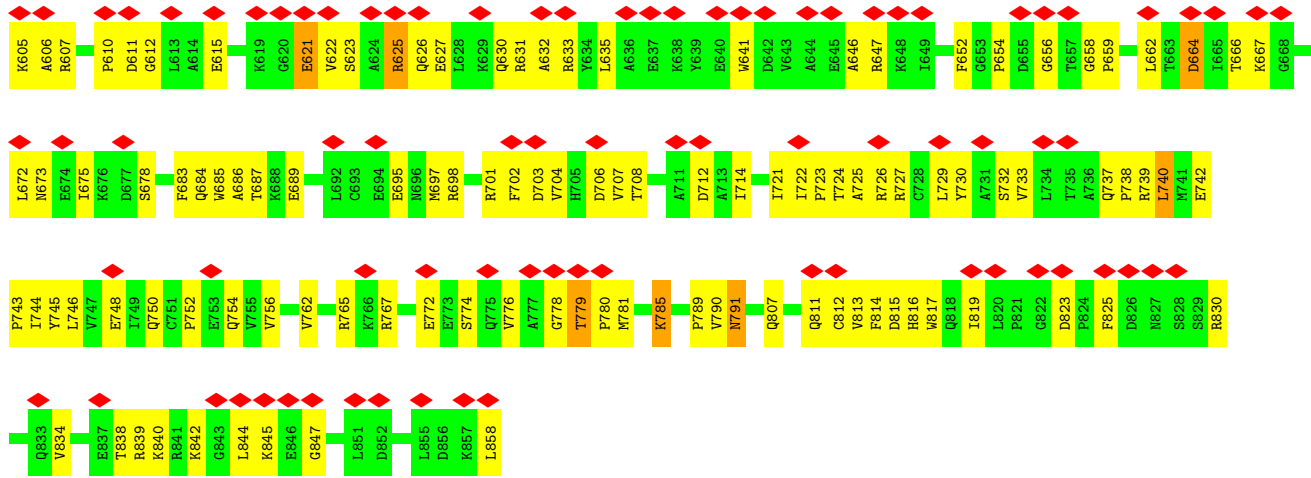 K605 A606 R607 P610 D611 G612 L613 A614 E615 K619 G620 E621 V622 S623 A624 R625 Q626 E627 L628 K629 Q630 R631 A632 R633 Y634 L635 A636 E637 K638 Y639 E640 W641 D642 V643 A644 E645 A646 R647 K648 I649 F652 G653 P654 D655 G656 T657 G658 P659 L662 T663 D664 I665 T666 K667 G668
L672 N673 E674 I675 K676 D677 S678 F683 Q684 W685 A686 T687 K688 E689 L692 C693 E694 E695 N696 M697 R698 R701 F702 D703 V704 H705 D706 V707 T708 A711 D712 A713 I714 I721 I722 P723 T724 A725 R726 R727 C728 L729 Y730 A731 S732 V733 L734 T735 A736 Q737 P738 R739 L740 M741 E742
P743 I744 Y745 L746 V747 E748 I749 Q750 C751 P752 E753 Q754 V755 V756 V762 R765 K766 R767 E772 E773 S774 Q775 V776 A777 G778 T779 P780 M781 K785 P789 V790 N791 Q807 Q811 C812 V813 F814 D815 H816 W817 Q818 I819 L820 P821 G822 D823 P824 F825 D826 N827 S828 S829 R830
Q833 V834 E837 T838 R839 K840 R841 K842 G843 L844 K845 E846 G847 L851 D852 L855 D856 K857 L858